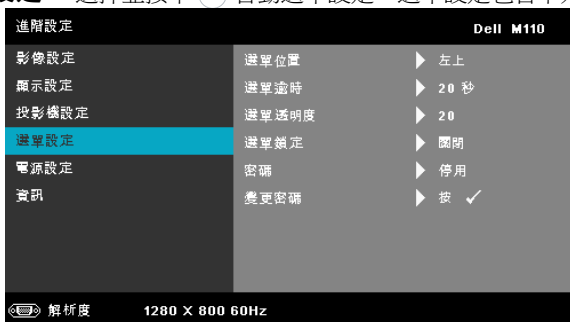 進階設定 Dell M110
影像設定 選單位置 左上
顯示設定 選單逾時 20 秒
投影機設定 選單透明度 20
選單設定 選單鎖定 關閉
電源設定 密碼 停用
資訊 變更密碼 按 ✓
解析度 1280 X 800 60Hz